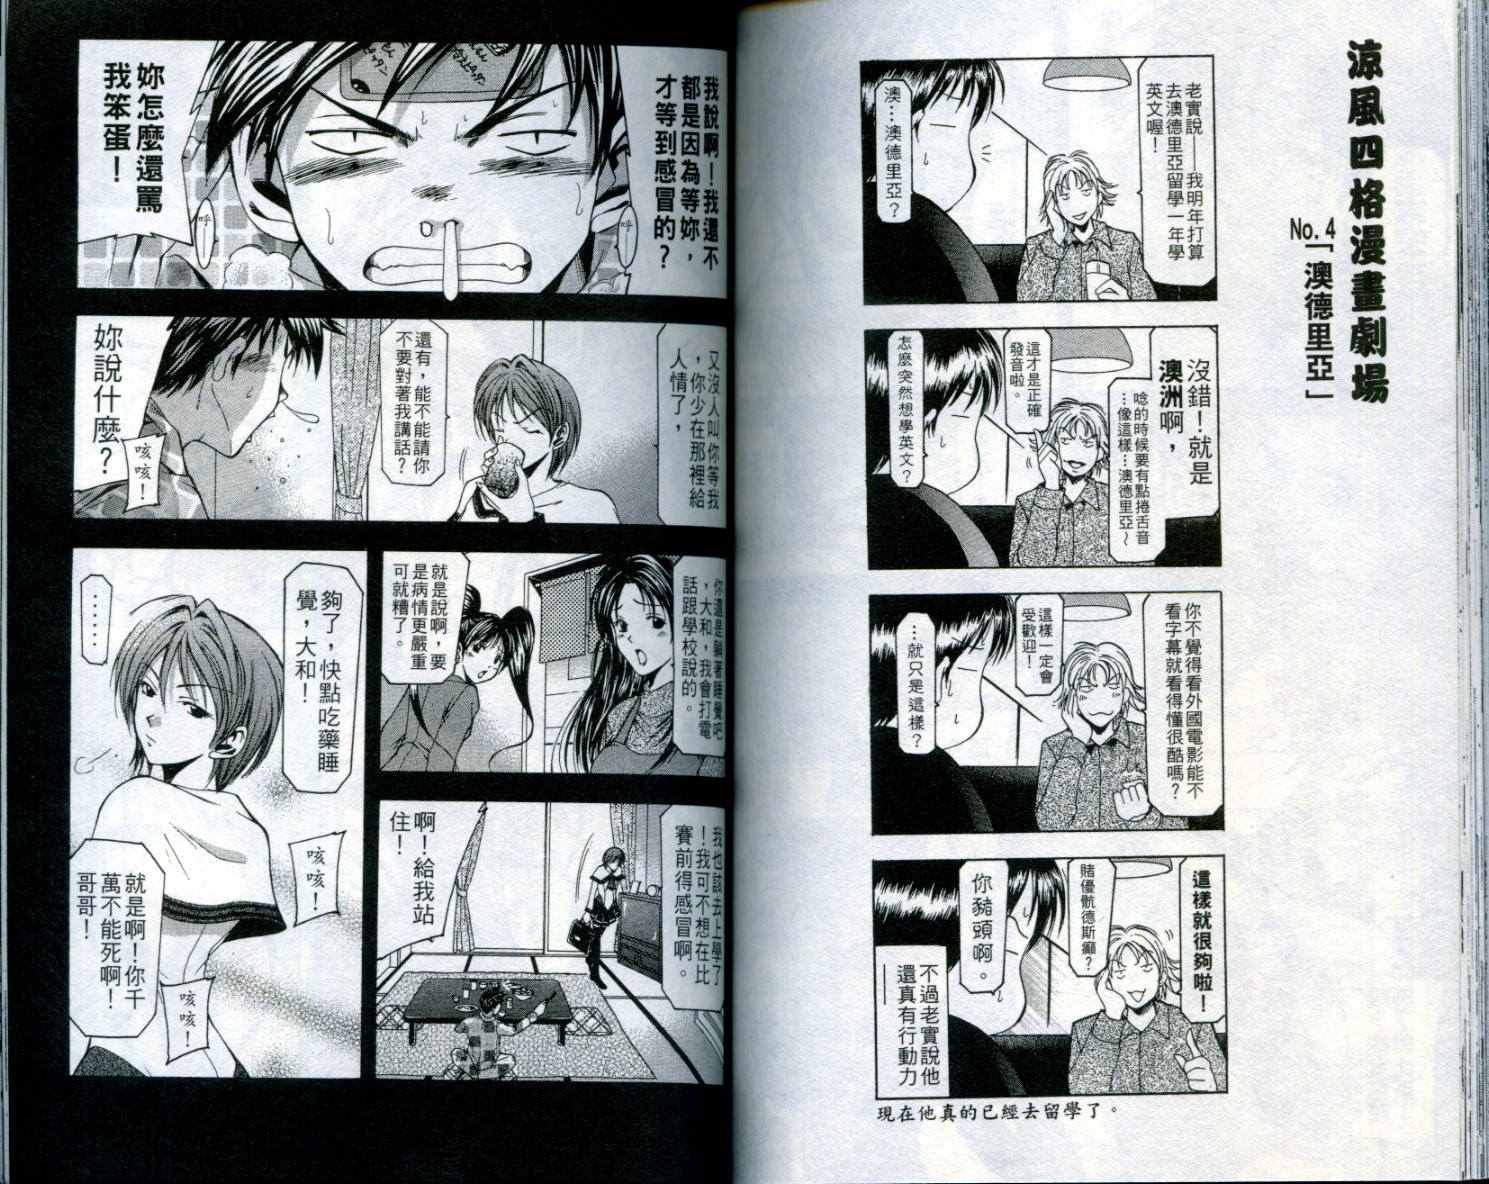 涼風四格漫畫劇場
No.4
「澳德里亞」
老實說——我明年打算
去澳德里亞留學一年學
英文喔！
澳…澳德里亞？
沒錯！就是
澳洲啊，
唸的時候要有點捲舌音
…像這樣…澳德里亞～
這才是正確
發音啦。
怎麼突然想學英文？
你不覺得看外國電影能不
看字幕就看得懂很酷嗎？
這樣一定會
受歡迎！
…就只是這樣？
這樣就很夠啦！
賭優骯德斯籲？
你豬頭啊。
不過老實說他
還真有行動力
——
現在他真的已經去留學了。
我說啊！我還不
都是因為等妳，
才等到感冒的？
妳怎麼還罵
我笨蛋！
呼
呼
又沒人叫你等我
，你少在那裡給
人情了，
還有，能不能請你
不要對著我講話？
妳說什麼？
咳咳！
你還是躺著睡覺吧
，大和，我會打電
話跟學校說的。
就是說啊，要
是病情更嚴重
可就糟了。
夠了，快點吃藥睡
覺，大和！
……
我也該去上學了
！我可不想在比
賽前得感冒啊。
啊！給我站
住！
咳咳！
就是啊！你千
萬不能死啊！
哥哥！
咳咳！